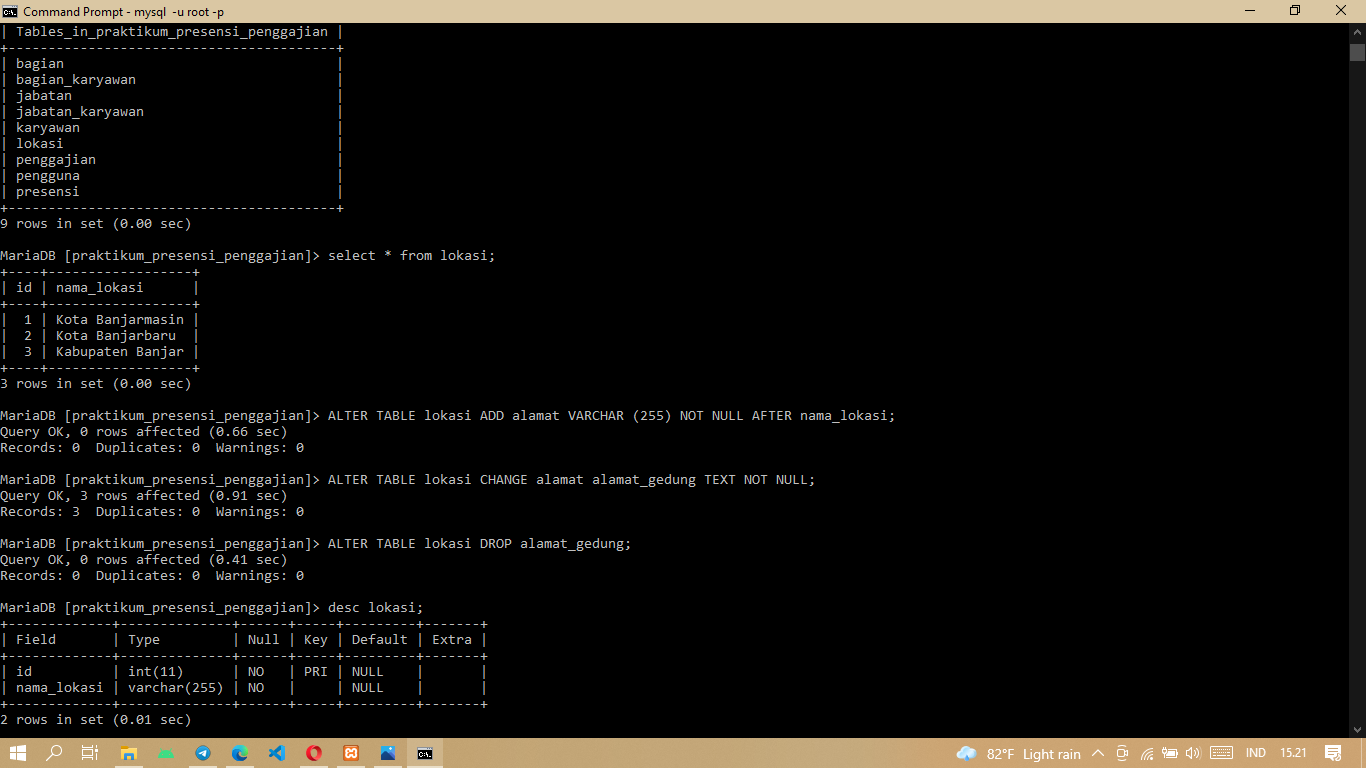 Command Prompt - mysql  -u root -p
| Tables_in_praktikum_presensi_penggajian |
+-----------------------------------------+
| bagian                                  |
| bagian_karyawan                         |
| jabatan                                 |
| jabatan_karyawan                        |
| karyawan                                |
| lokasi                                  |
| penggajian                              |
| pengguna                                |
| presensi                                |
+-----------------------------------------+
9 rows in set (0.00 sec)

MariaDB [praktikum_presensi_penggajian]> select * from lokasi;
+----+------------------+
| id | nama_lokasi      |
+----+------------------+
|  1 | Kota Banjarmasin |
|  2 | Kota Banjarbaru  |
|  3 | Kabupaten Banjar |
+----+------------------+
3 rows in set (0.00 sec)

MariaDB [praktikum_presensi_penggajian]> ALTER TABLE lokasi ADD alamat VARCHAR (255) NOT NULL AFTER nama_lokasi;
Query OK, 0 rows affected (0.66 sec)
Records: 0  Duplicates: 0  Warnings: 0

MariaDB [praktikum_presensi_penggajian]> ALTER TABLE lokasi CHANGE alamat alamat_gedung TEXT NOT NULL;
Query OK, 3 rows affected (0.91 sec)
Records: 3  Duplicates: 0  Warnings: 0

MariaDB [praktikum_presensi_penggajian]> ALTER TABLE lokasi DROP alamat_gedung;
Query OK, 0 rows affected (0.41 sec)
Records: 0  Duplicates: 0  Warnings: 0

MariaDB [praktikum_presensi_penggajian]> desc lokasi;
+-------------+--------------+------+-----+---------+-------+
| Field       | Type         | Null | Key | Default | Extra |
+-------------+--------------+------+-----+---------+-------+
| id          | int(11)      | NO   | PRI | NULL    |       |
| nama_lokasi | varchar(255) | NO   |     | NULL    |       |
+-------------+--------------+------+-----+---------+-------+
2 rows in set (0.01 sec)
82°F  Light rain  IND  15.21